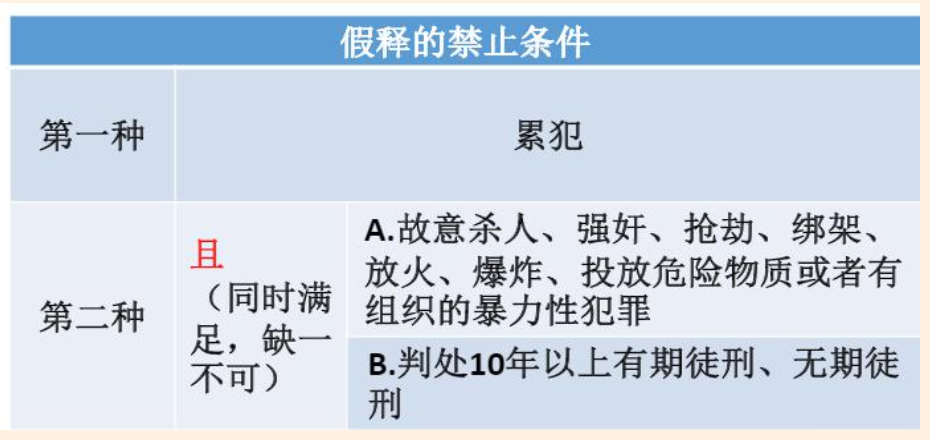 假释的禁止条件
第一种
累犯
第二种
且
（同时满
足，缺一
不可）
A.故意杀人、强奸、抢劫、绑架、
放火、爆炸、投放危险物质或者有
组织的暴力性犯罪
B.判处10年以上有期徒刑、无期徒
刑